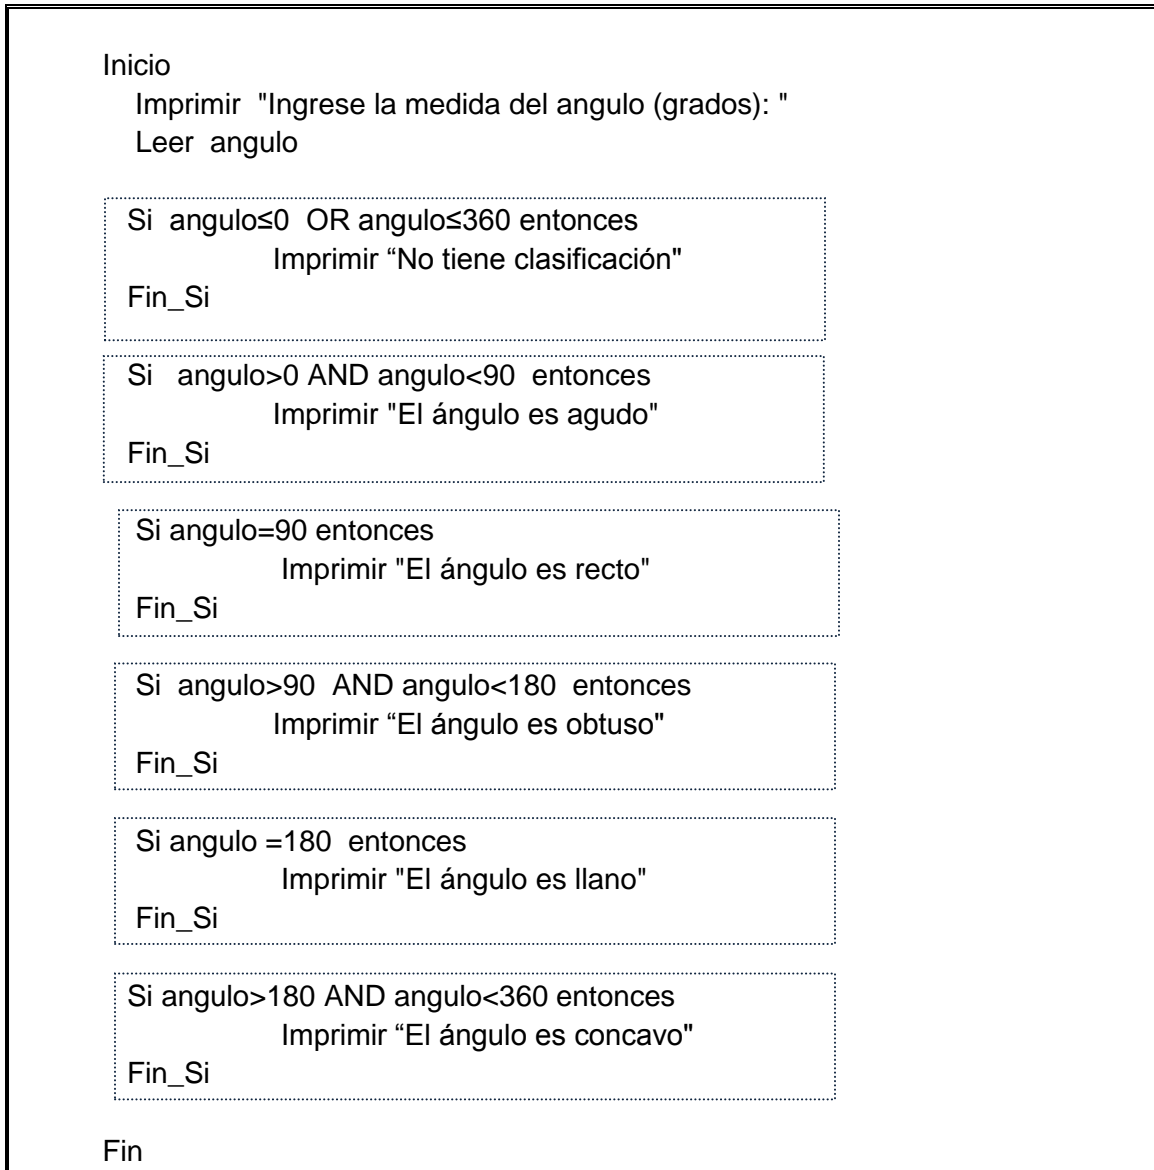 Inicio
Imprimir "Ingrese la medida del angulo (grados): "
Leer angulo
Si angulo≤0 OR angulo≤360 entonces
Imprimir “No tiene clasificación"
Fin_Si
Si angulo>0 AND angulo<90 entonces
Imprimir "El ángulo es agudo"
Fin_Si
Si angulo=90 entonces
Imprimir "El ángulo es recto"
Fin_Si
Si angulo>90 AND angulo<180 entonces
Imprimir “El ángulo es obtuso"
Fin_Si
Si angulo =180 entonces
Imprimir "El ángulo es llano"
Fin_Si
Si angulo>180 AND angulo<360 entonces
Imprimir “El ángulo es concavo"
Fin_Si
Fin